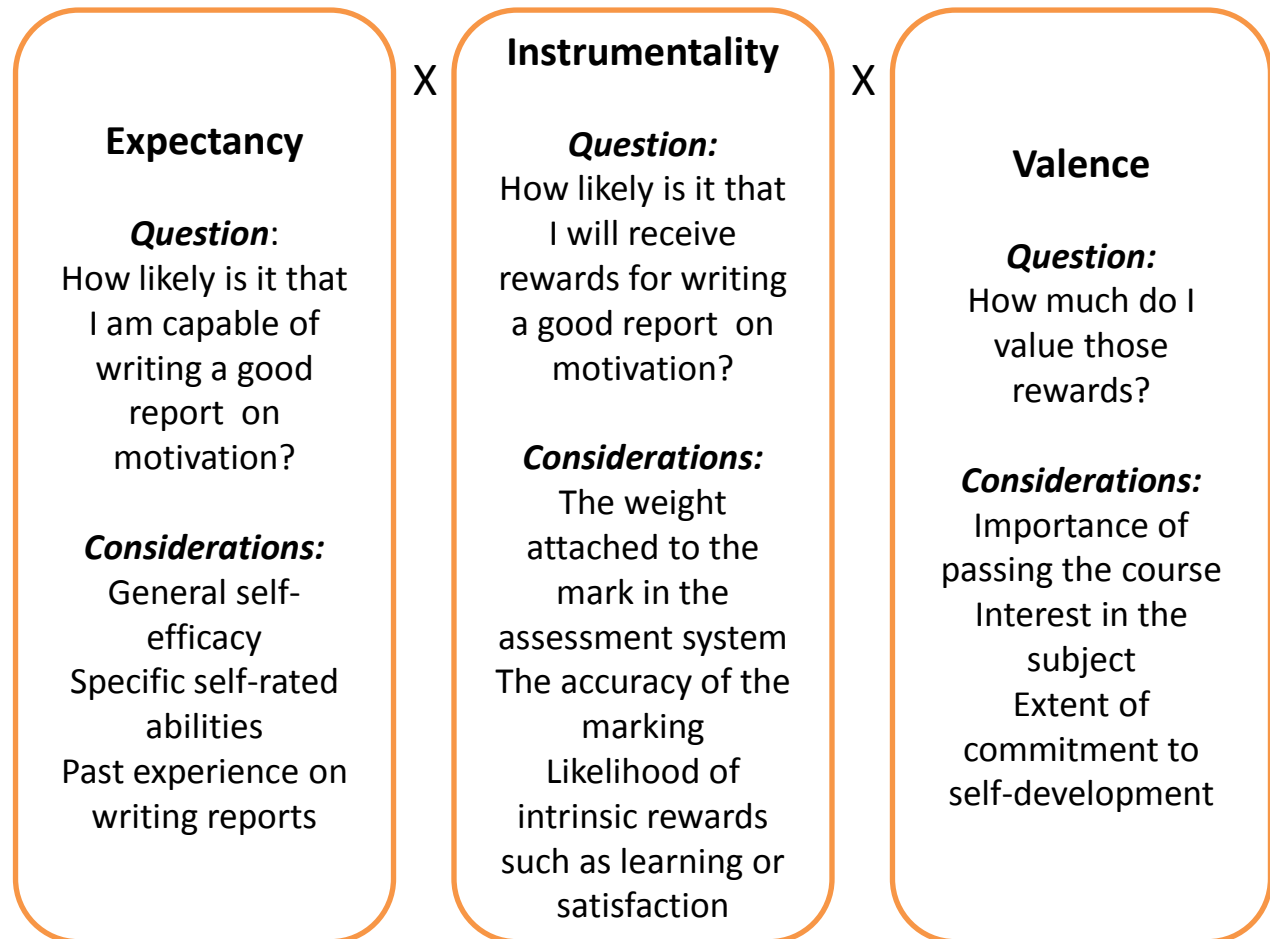 Expectancy
Question:
How likely is it that
I am capable of
writing a good
report on
motivation?
Considerations:
General self-
efficacy
Specific self-rated
abilities
Past experience on
writing reports
X
Instrumentality
Question:
How likely is it that
I will receive
rewards for writing
a good report on
motivation?
Considerations:
The weight
attached to the
mark in the
assessment system
The accuracy of the
marking
Likelihood of
intrinsic rewards
such as learning or
satisfaction
X
Valence
Question:
How much do I
value those
rewards?
Considerations:
Importance of
passing the course
Interest in the
subject
Extent of
commitment to
self-development